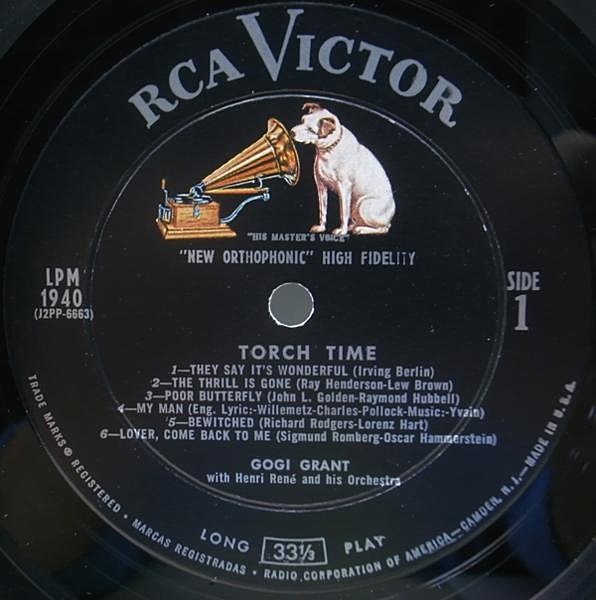 RCA VICTOR
"HIS MASTER'S VOICE"
"NEW ORTHOPHONIC" HIGH FIDELITY
LPM
1940
(J2PP-6663)
SIDE
1
TORCH TIME
1—THEY SAY IT'S WONDERFUL (Irving Berlin)
2—THE THRILL IS GONE (Ray Henderson-Lew Brown)
3—POOR BUTTERFLY (John L. Golden-Raymond Hubbell)
4—MY MAN (Eng. Lyric:-Willemetz-Charles-Pollock-Music:-Yvain)
5—BEWITCHED (Richard Rodgers-Lorenz Hart)
6—LOVER, COME BACK TO ME (Sigmund Romberg-Oscar Hammerstein)
GOGI GRANT
with Henri René and his Orchestra
LONG 33⅓ PLAY
TRADE MARKS ® REGISTERED • MARCAS REGISTRADAS • RADIO CORPORATION OF AMERICA—CAMDEN, N. J.—MADE IN U.S.A.